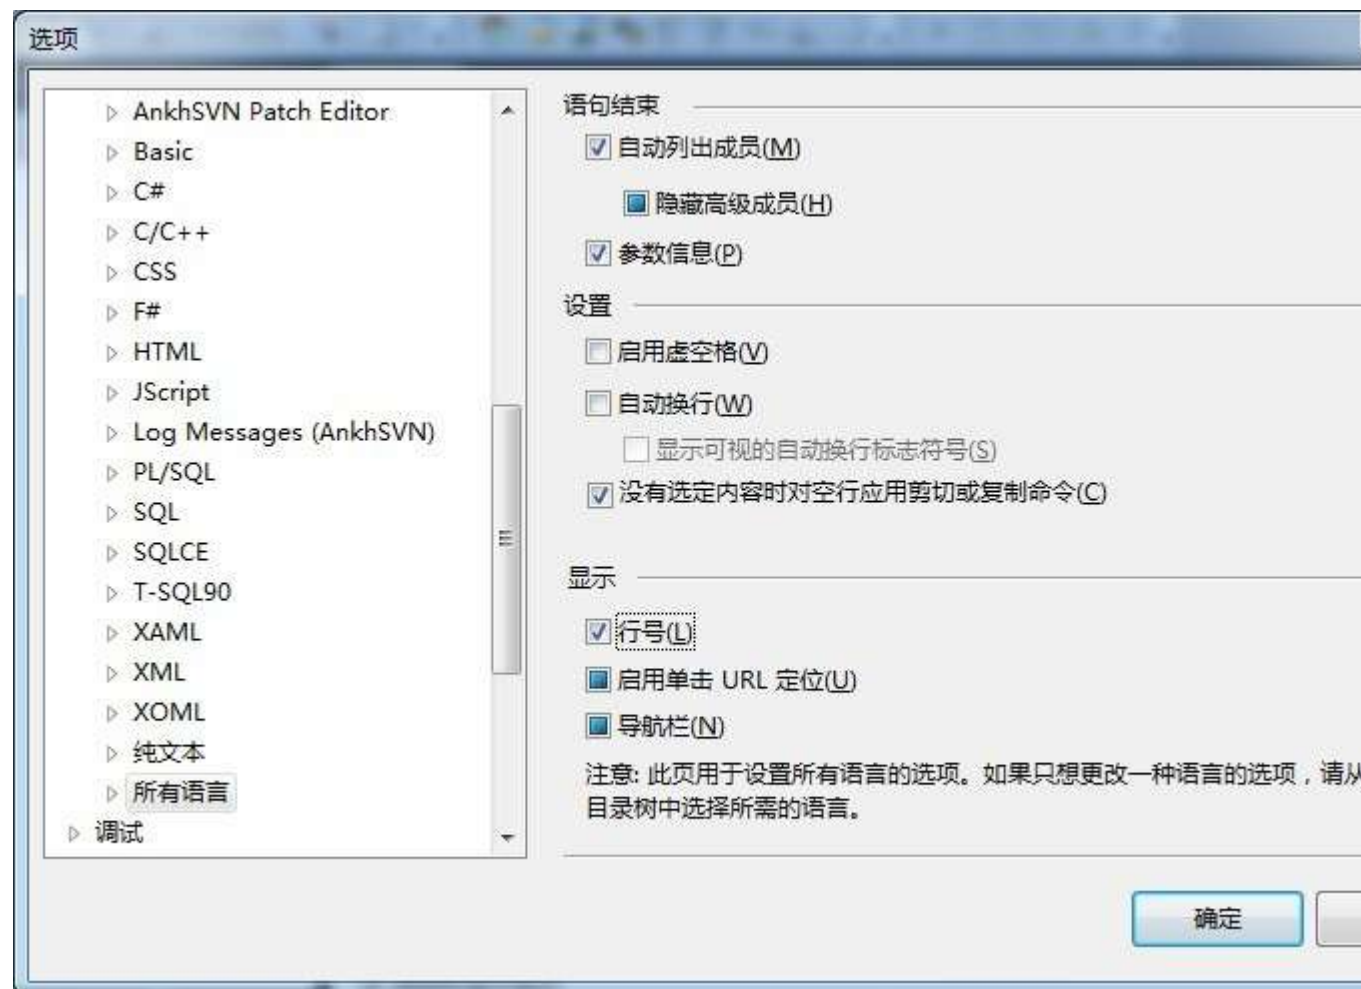 选项
AnkhSVN Patch Editor
Basic
C#
C/C++
CSS
F#
HTML
JScript
Log Messages (AnkhSVN)
PL/SQL
SQL
SQLCE
T-SQL90
XAML
XML
XOML
纯文本
所有语言
调试
语句结束
自动列出成员(M)
隐藏高级成员(H)
参数信息(P)
设置
启用虚空格(V)
自动换行(W)
显示可视的自动换行标志符号(S)
没有选定内容时对空行应用剪切或复制命令(C)
显示
行号(L)
启用单击 URL 定位(U)
导航栏(N)
注意: 此页用于设置所有语言的选项。如果只想更改一种语言的选项，请从
目录树中选择所需的语言。
确定